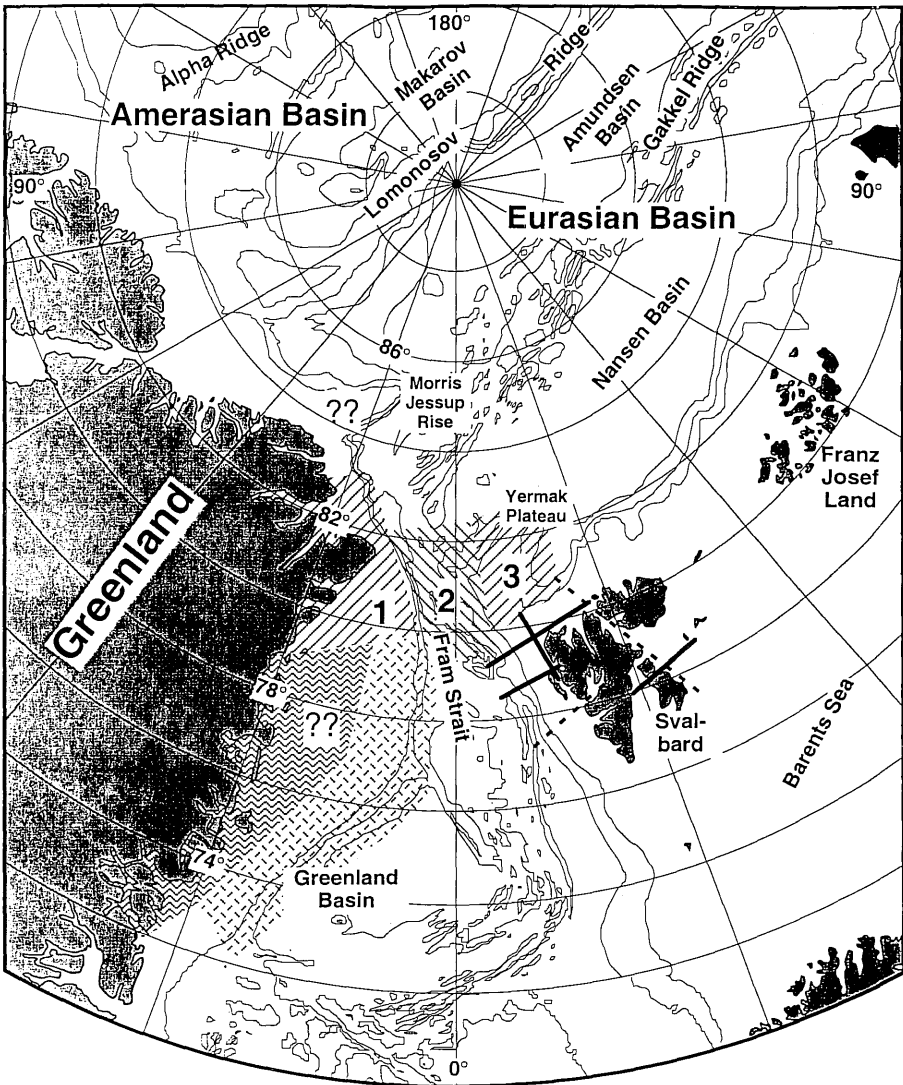 180°
Alpha Ridge
Makarov
Basin
Ridge
Amerasian Basin
Amundsen
Basin
Gakkel Ridge
Lomonosov
90°
90°
Eurasian Basin
Nansen Basin
86°
Morris
Jessup
Rise
??
Franz
Josef
Land
Yermak
Plateau
82°
Greenland
3
1
2
Fram Strait
78°
??
Sval-
bard
Barents Sea
74°
Greenland
Basin
0°